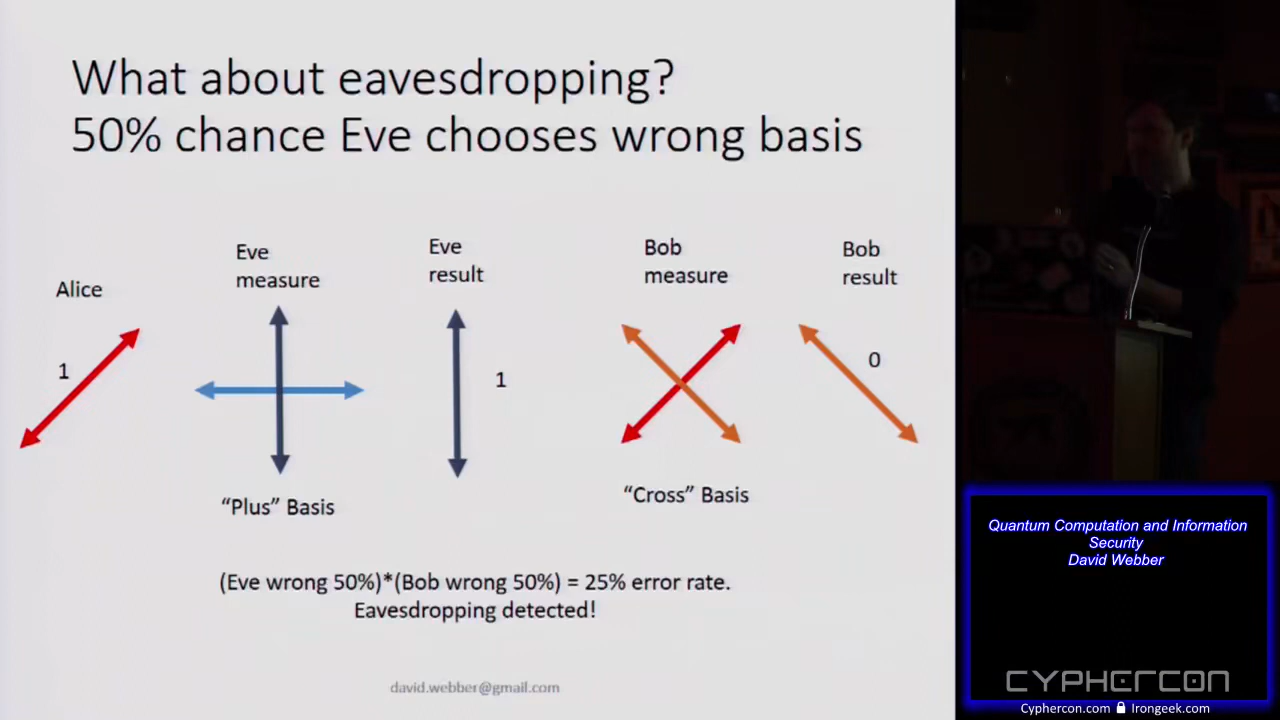 What about eavesdropping?
50% chance Eve chooses wrong basis
Alice
1
Eve
measure
“Plus” Basis
Eve
result
1
Bob
measure
“Cross” Basis
Bob
result
0
(Eve wrong 50%)*(Bob wrong 50%) = 25% error rate.
Eavesdropping detected!
david.webber@gmail.com
Quantum Computation and Information
Security
David Webber
CYPHERCON
Cyphercon.com Irongeek.com